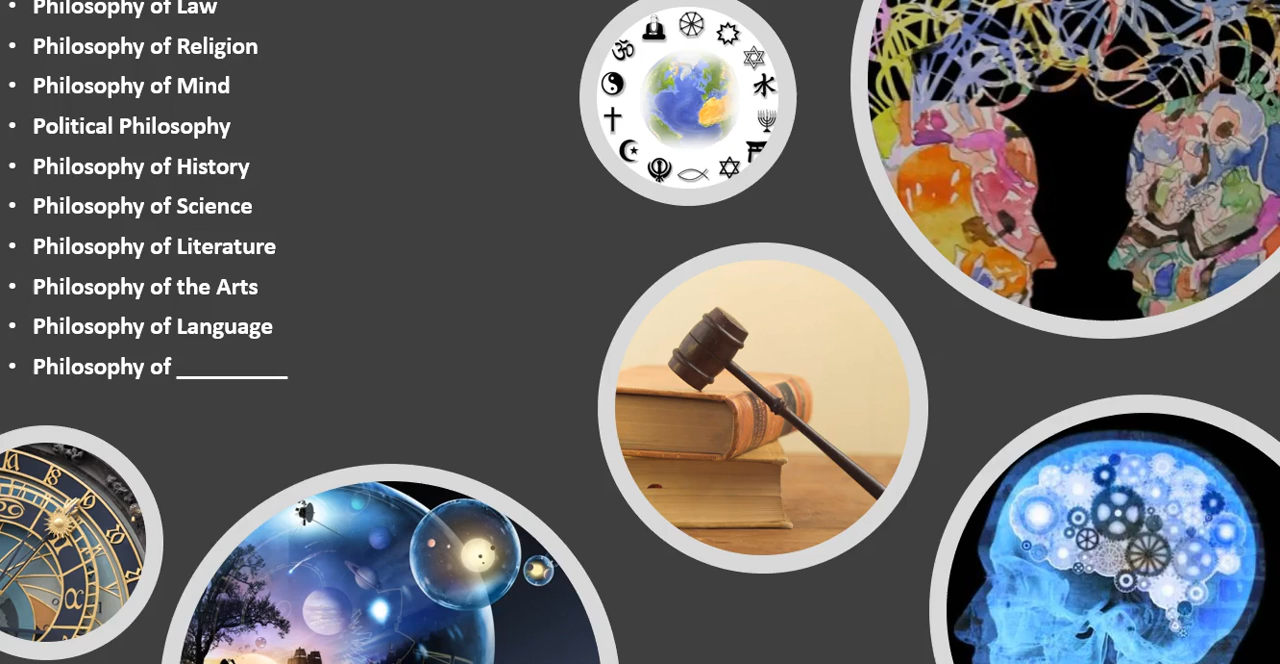 • Philosophy of Law
• Philosophy of Religion
• Philosophy of Mind
• Political Philosophy
• Philosophy of History
• Philosophy of Science
• Philosophy of Literature
• Philosophy of the Arts
• Philosophy of Language
• Philosophy of __________